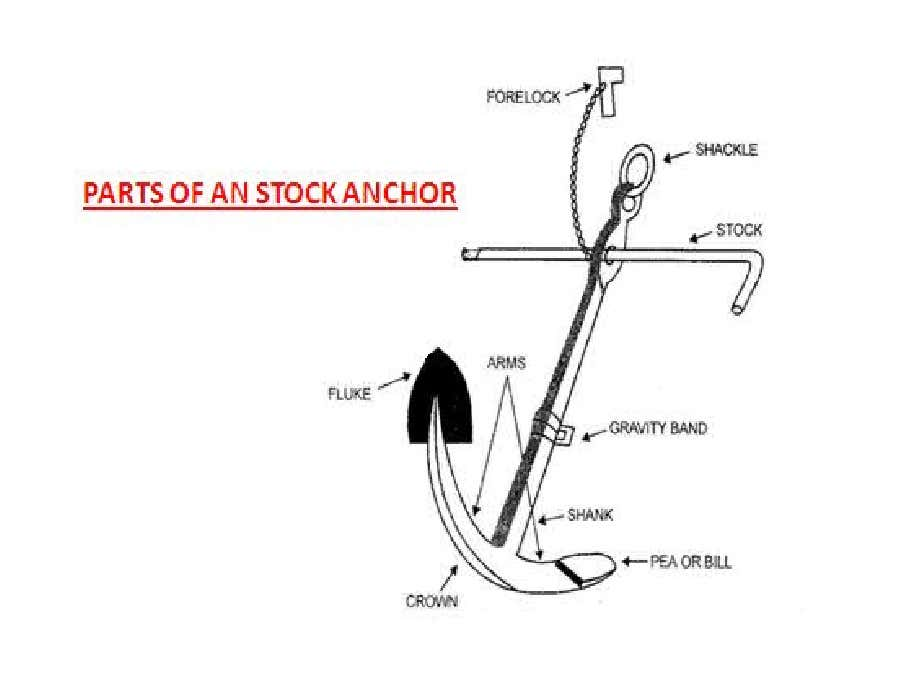 FORELOCK
SHACKLE
PARTS OF AN STOCK ANCHOR
STOCK
ARMS
FLUKE
GRAVITY BAND
SHANK
PEA OR BILL
CROWN